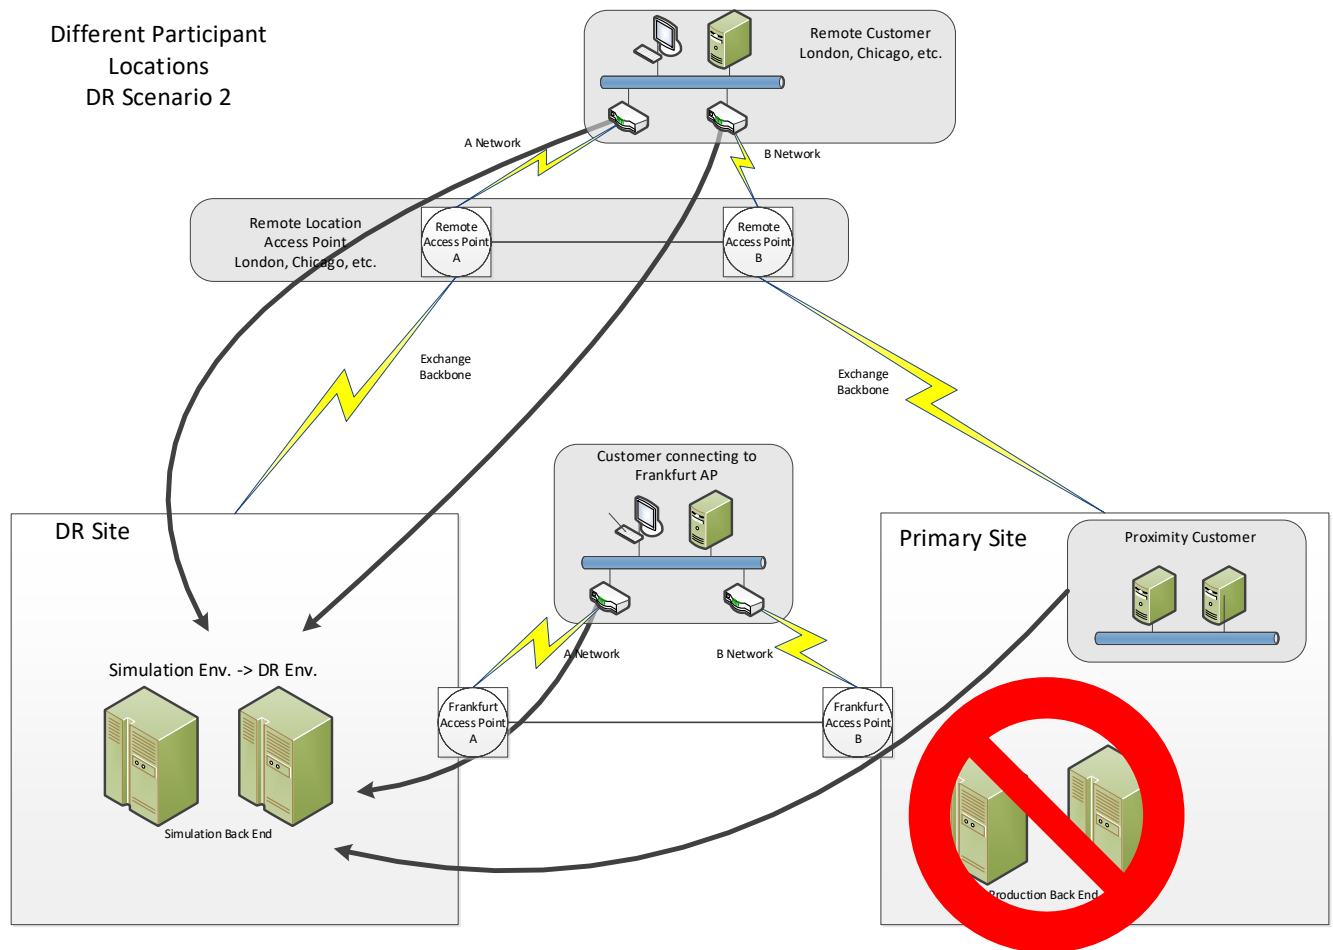 Different Participant
Locations
DR Scenario 2
Remote Customer
London, Chicago, etc.
A Network
B Network
Remote Location
Access Point
London, Chicago, etc.
Remote
Access Point
A
Remote
Access Point
B
Exchange
Backbone
Exchange
Backbone
Customer connecting to
Frankfurt AP
DR Site
Primary Site
Proximity Customer
A Network
B Network
Simulation Env. -> DR Env.
Frankfurt
Access Point
A
Frankfurt
Access Point
B
Simulation Back End
Production Back End